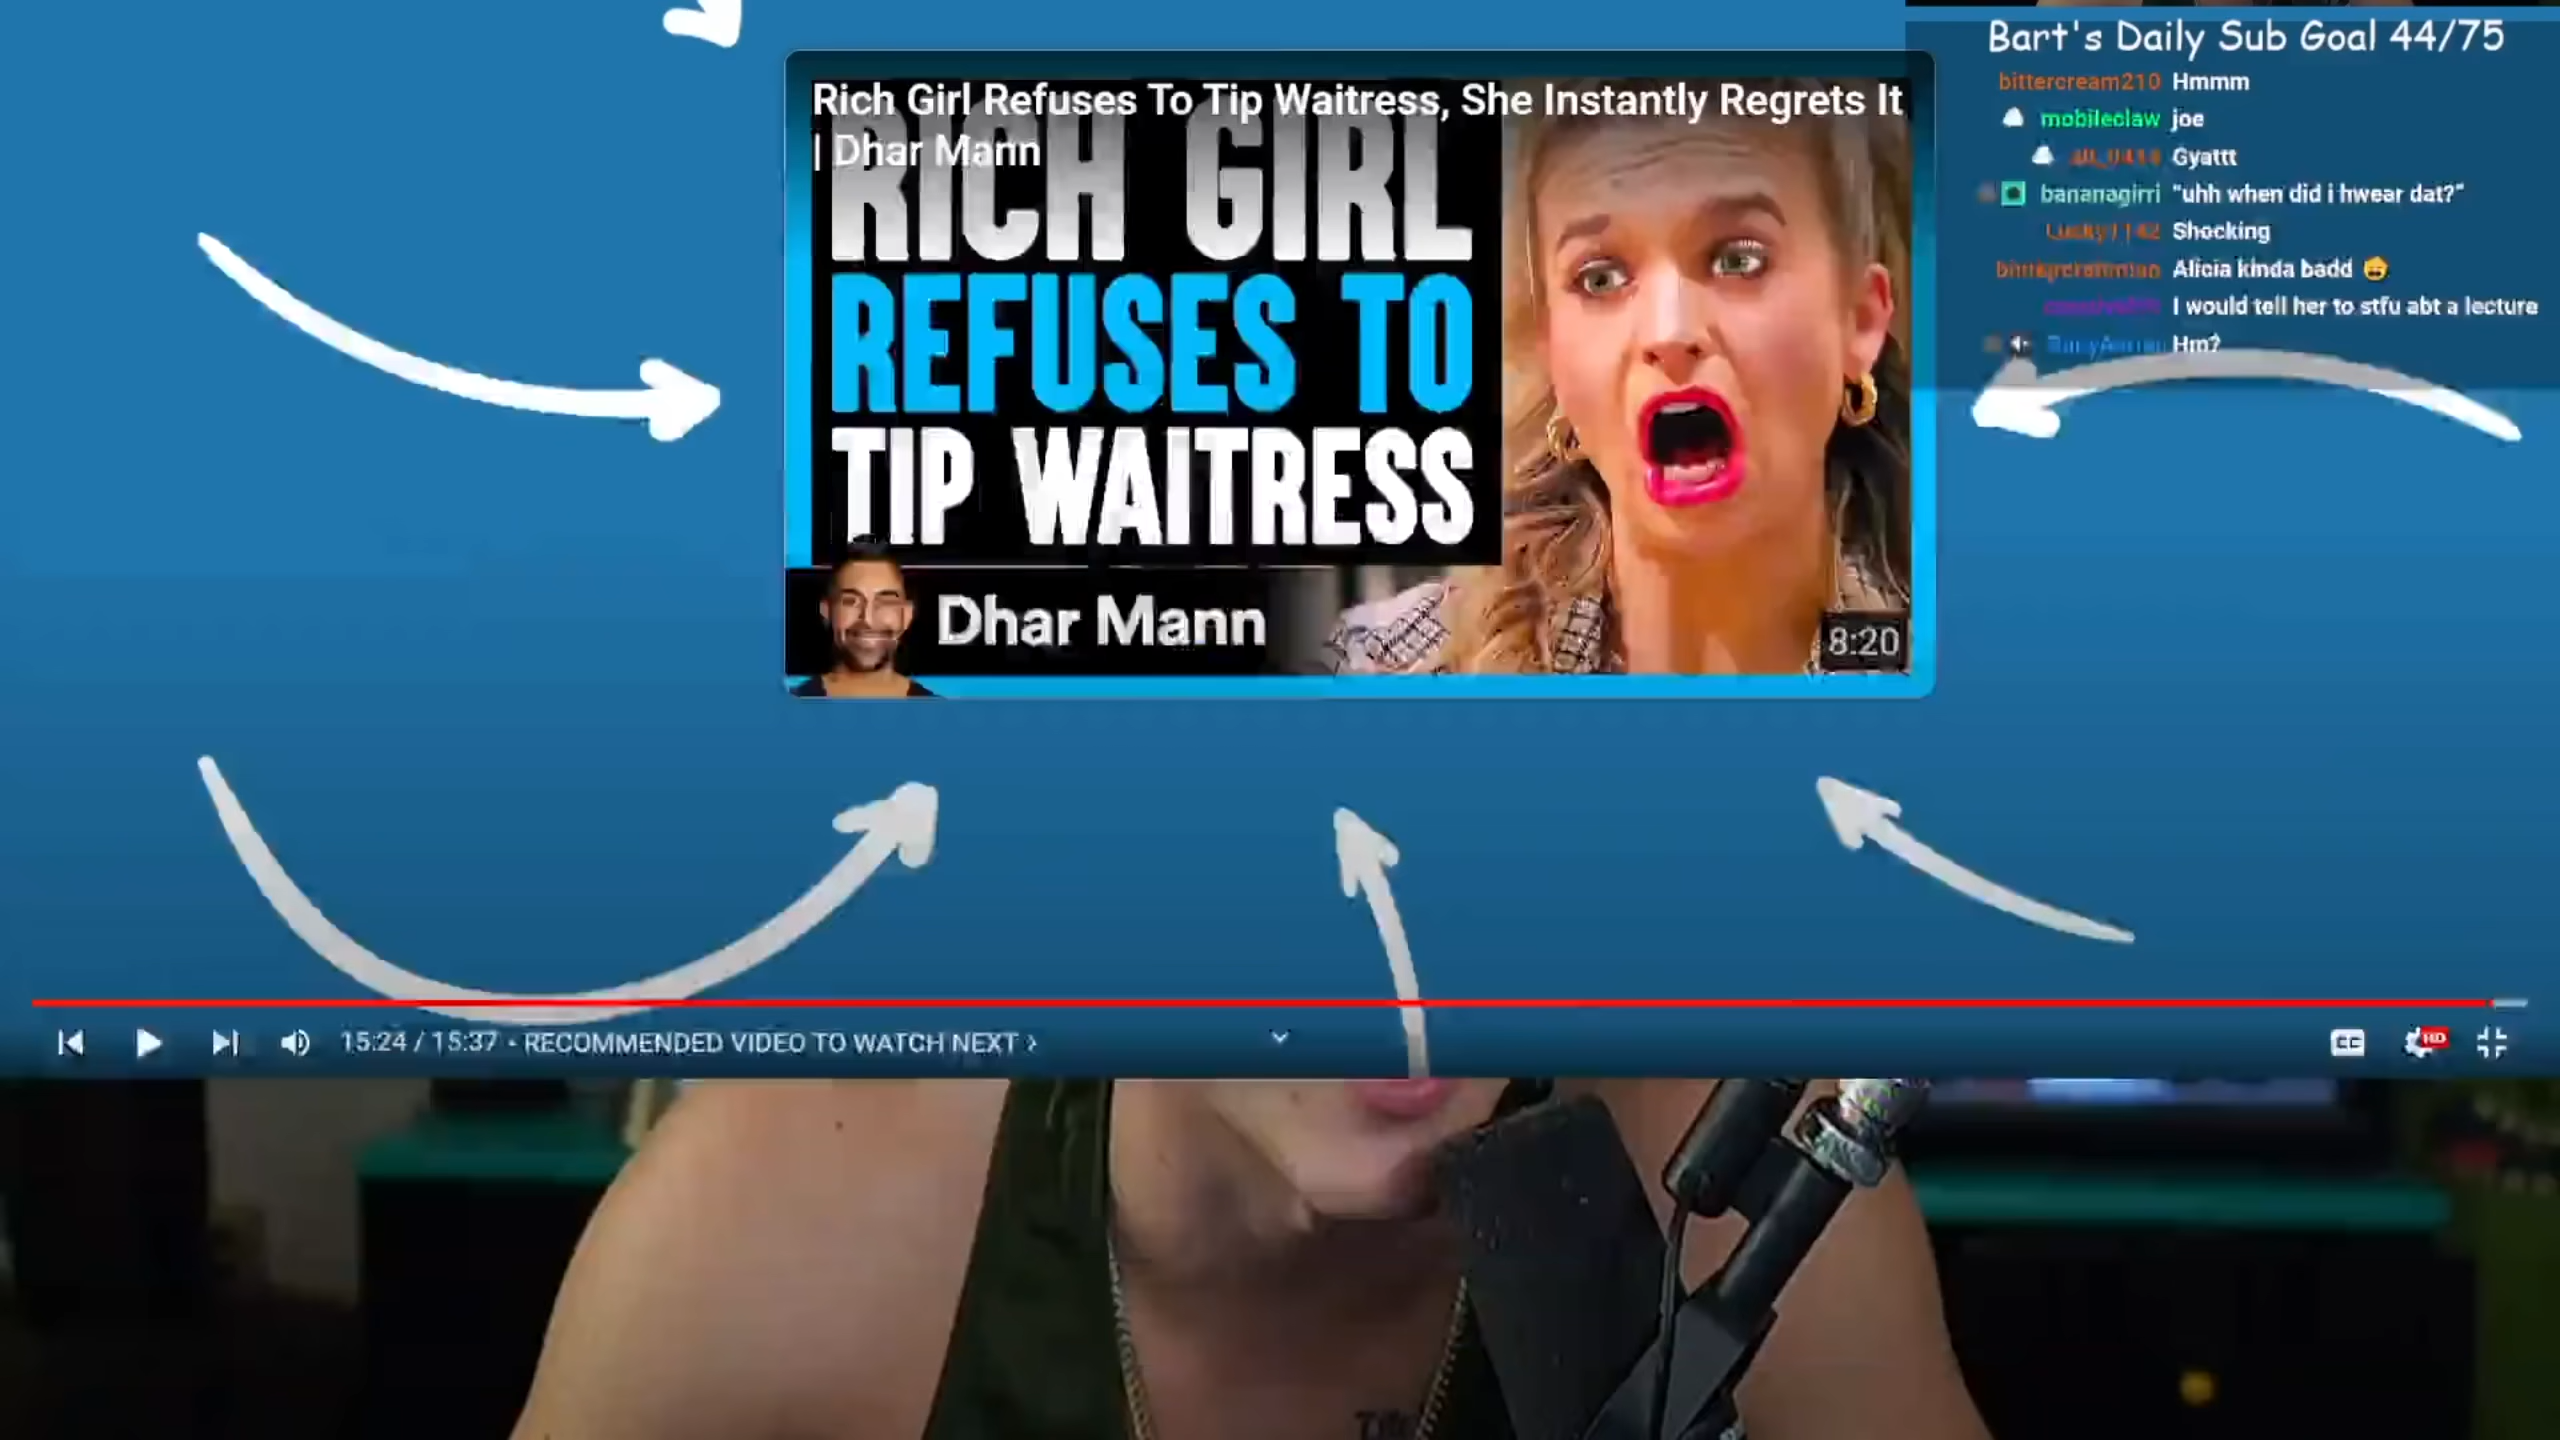 Bart's Daily Sub Goal 44/75
bittercream210 Hmmm
mobileclaw joe
Gyattt
bananagirri "uhh when did i hwear dat?"
Shocking
Alicia kinda badd
I would tell her to stfu abt a lecture
Hm?
Rich Girl Refuses To Tip Waitress, She Instantly Regrets It
| Dhar Mann
RICH GIRL
REFUSES TO
TIP WAITRESS
Dhar Mann
8:20
15:24 / 15:37 • RECOMMENDED VIDEO TO WATCH NEXT ›
CC
HD